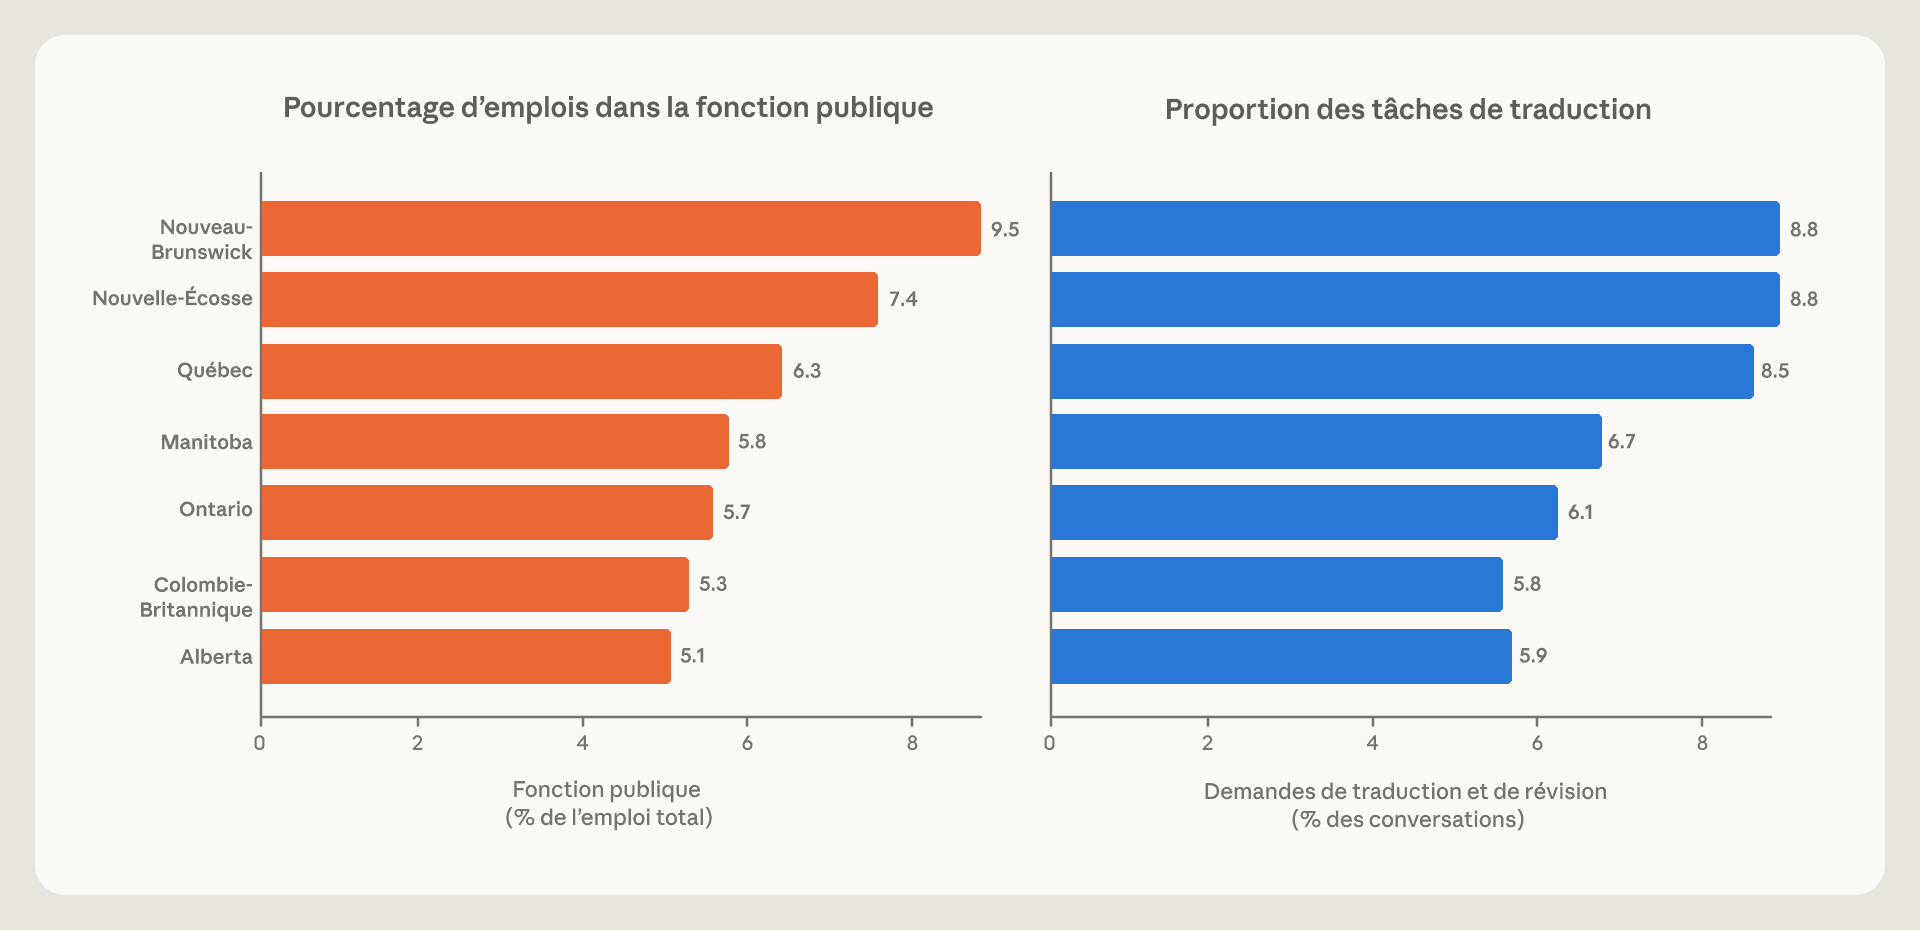 Pourcentage d’emplois dans la fonction publique
Nouveau-
Brunswick
9.5
Nouvelle-Écosse
7.4
Québec
6.3
Manitoba
5.8
Ontario
5.7
Colombie-
Britannique
5.3
Alberta
5.1
0 2 4 6 8
Fonction publique
(% de l’emploi total)
Proportion des tâches de traduction
8.8
8.8
8.5
6.7
6.1
5.8
5.9
0 2 4 6 8
Demandes de traduction et de révision
(% des conversations)